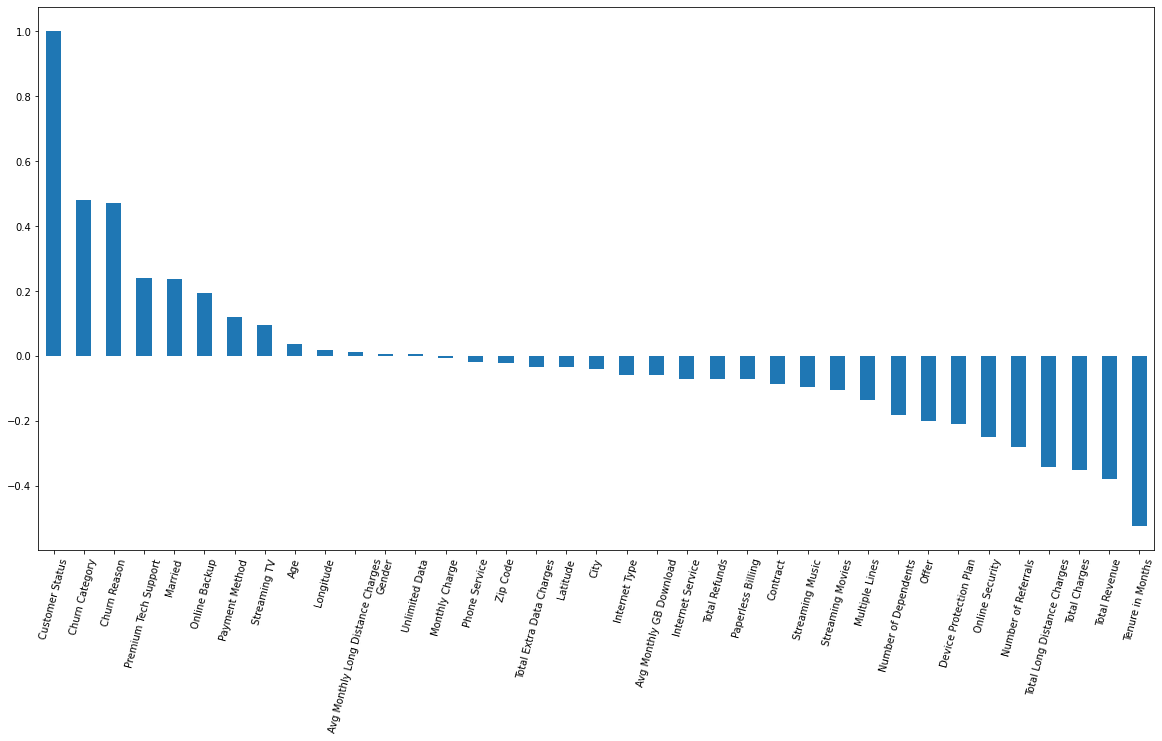 1.0
0.8
0.6
0.4
0.2
0.0
−0.2
−0.4
Customer Status
Churn Category
Churn Reason
Premium Tech Support
Married
Online Backup
Payment Method
Streaming TV
Age
Longitude
Avg Monthly Long Distance Charges
Gender
Unlimited Data
Monthly Charge
Phone Service
Zip Code
Total Extra Data Charges
Latitude
City
Internet Type
Avg Monthly GB Download
Internet Service
Total Refunds
Paperless Billing
Contract
Streaming Music
Streaming Movies
Multiple Lines
Number of Dependents
Offer
Device Protection Plan
Online Security
Number of Referrals
Total Long Distance Charges
Total Charges
Total Revenue
Tenure in Months